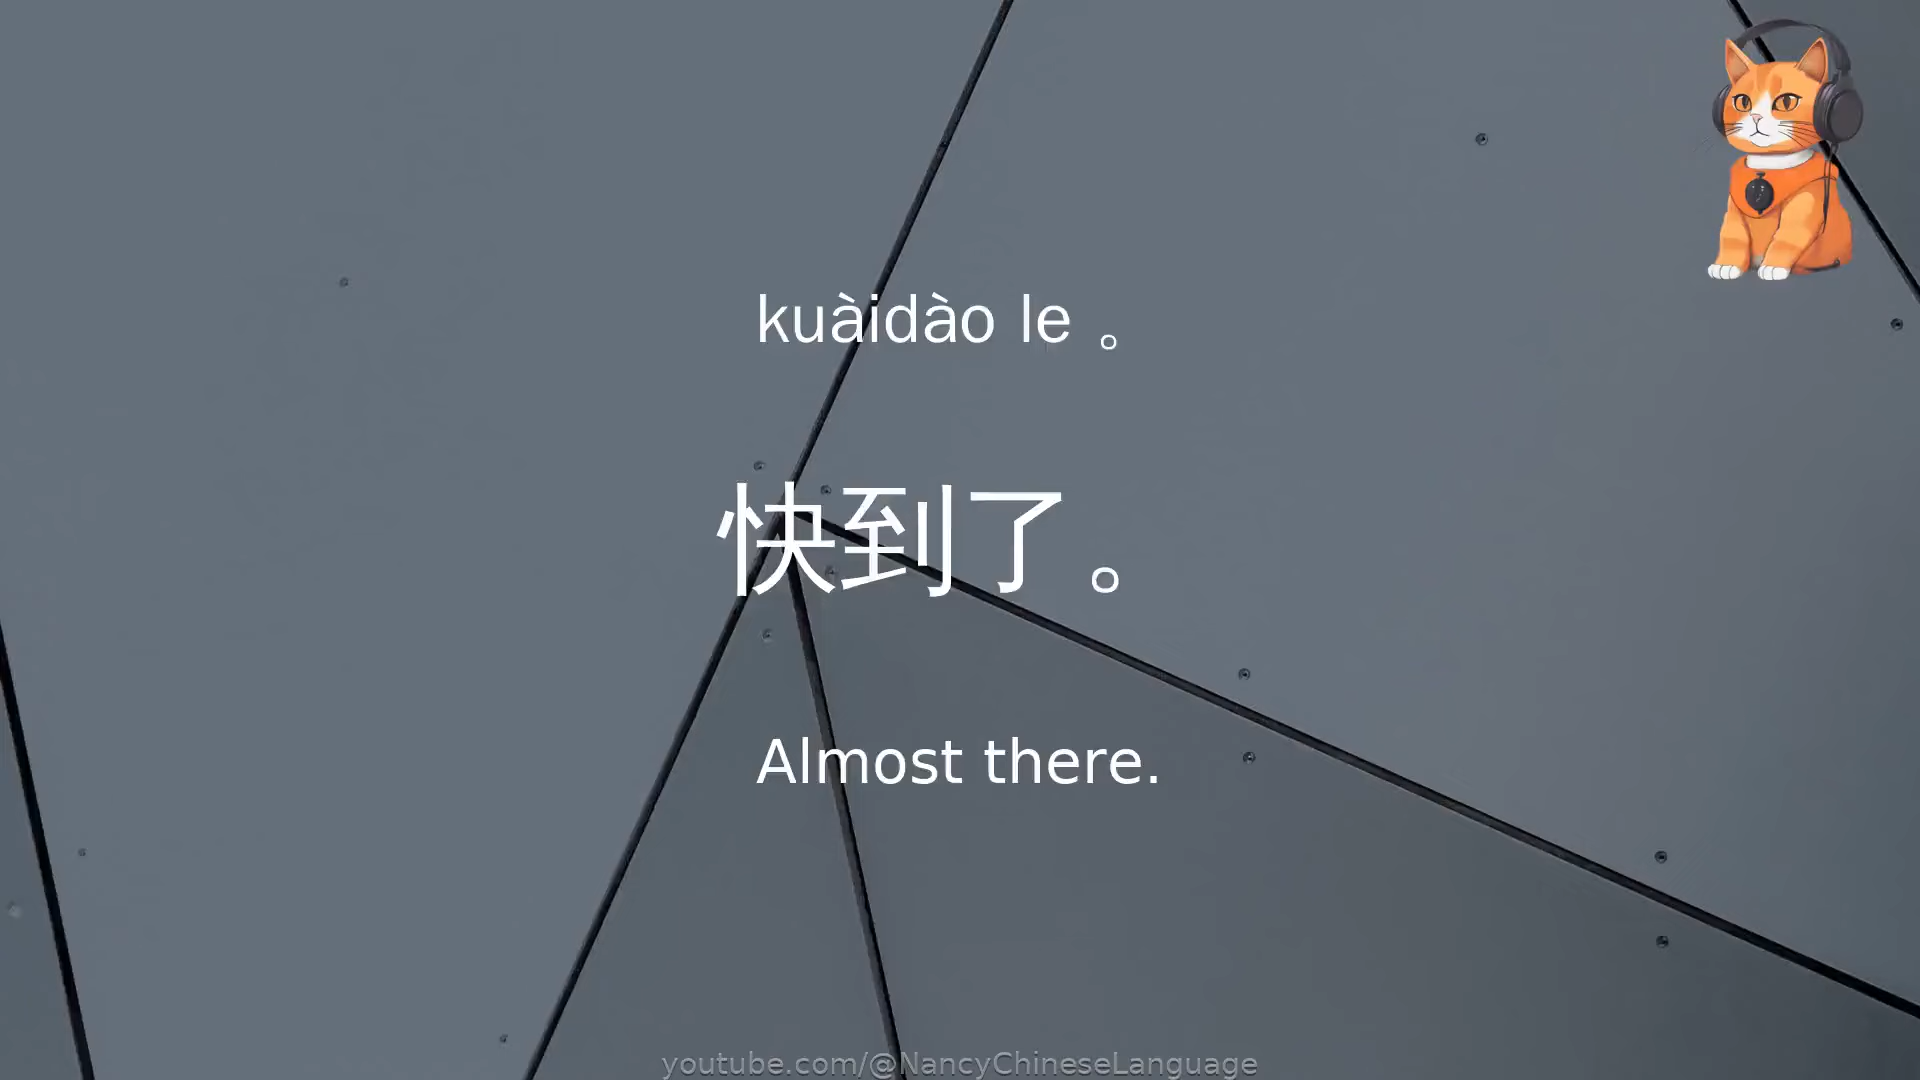 kuàidào le 。
快到了。
Almost there.
youtube.com/@NancyChineseLanguage